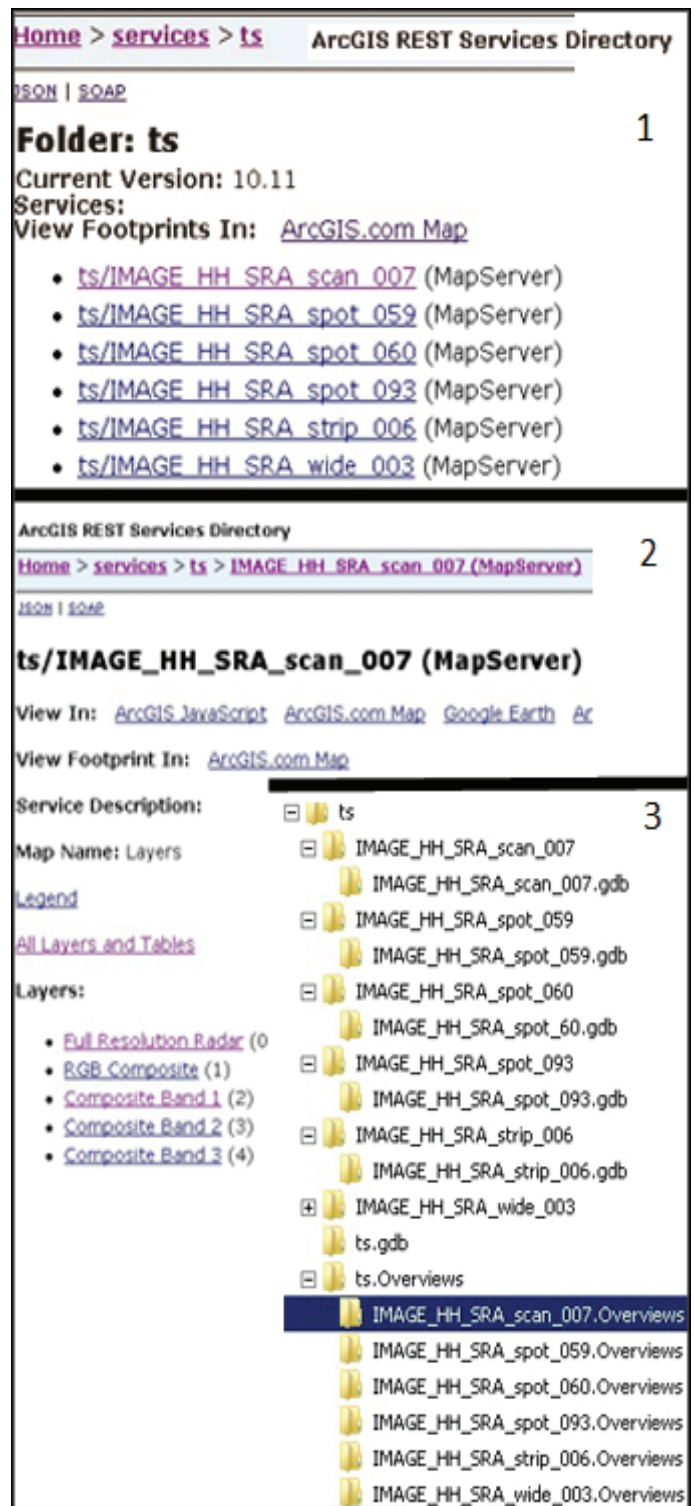 Home > services > ts ArcGIS REST Services Directory
JSON | SOAP
1
Folder: ts
Current Version: 10.11
Services:
View Footprints In: ArcGIS.com Map
• ts/IMAGE_HH_SRA_scan_007 (MapServer)
• ts/IMAGE_HH_SRA_spot_059 (MapServer)
• ts/IMAGE_HH_SRA_spot_060 (MapServer)
• ts/IMAGE_HH_SRA_spot_093 (MapServer)
• ts/IMAGE_HH_SRA_strip_006 (MapServer)
• ts/IMAGE_HH_SRA_wide_003 (MapServer)
ArcGIS REST Services Directory
2
Home > services > ts > IMAGE_HH_SRA_scan_007 (MapServer)
JSON | SOAP
ts/IMAGE_HH_SRA_scan_007 (MapServer)
View In: ArcGIS JavaScript ArcGIS.com Map Google Earth Ar
View Footprint In: ArcGIS.com Map
Service Description:
Map Name: Layers
Legend
All Layers and Tables
Layers:
• Full Resolution Radar (0
• RGB Composite (1)
• Composite Band 1 (2)
• Composite Band 2 (3)
• Composite Band 3 (4)
3
ts
IMAGE_HH_SRA_scan_007
IMAGE_HH_SRA_scan_007.gdb
IMAGE_HH_SRA_spot_059
IMAGE_HH_SRA_spot_059.gdb
IMAGE_HH_SRA_spot_060
IMAGE_HH_SRA_spot_60.gdb
IMAGE_HH_SRA_spot_093
IMAGE_HH_SRA_spot_093.gdb
IMAGE_HH_SRA_strip_006
IMAGE_HH_SRA_strip_006.gdb
IMAGE_HH_SRA_wide_003
ts.gdb
ts.Overviews
IMAGE_HH_SRA_scan_007.Overviews
IMAGE_HH_SRA_spot_059.Overviews
IMAGE_HH_SRA_spot_060.Overviews
IMAGE_HH_SRA_spot_093.Overviews
IMAGE_HH_SRA_strip_006.Overviews
IMAGE_HH_SRA_wide_003.Overviews